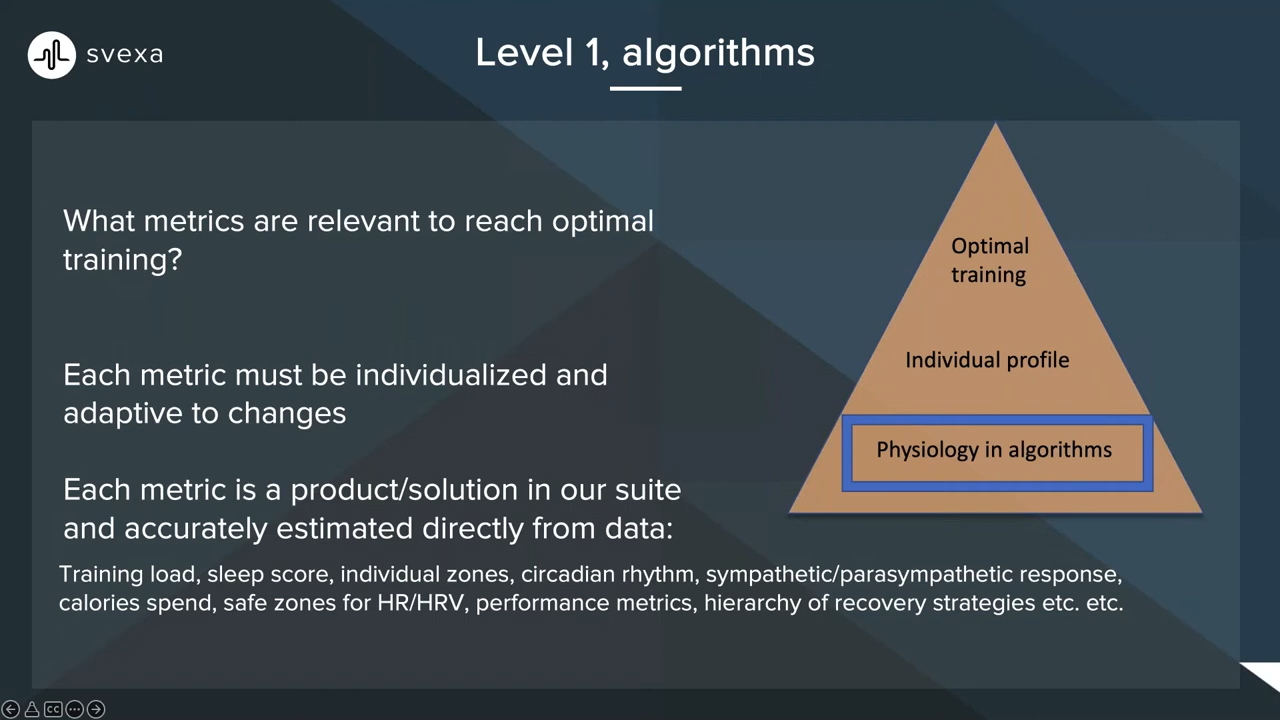 svexa
Level 1, algorithms
What metrics are relevant to reach optimal
training?
Each metric must be individualized and
adaptive to changes
Each metric is a product/solution in our suite
and accurately estimated directly from data:
Training load, sleep score, individual zones, circadian rhythm, sympathetic/parasympathetic response,
calories spend, safe zones for HR/HRV, performance metrics, hierarchy of recovery strategies etc. etc.
Optimal
training
Individual profile
Physiology in algorithms
CC